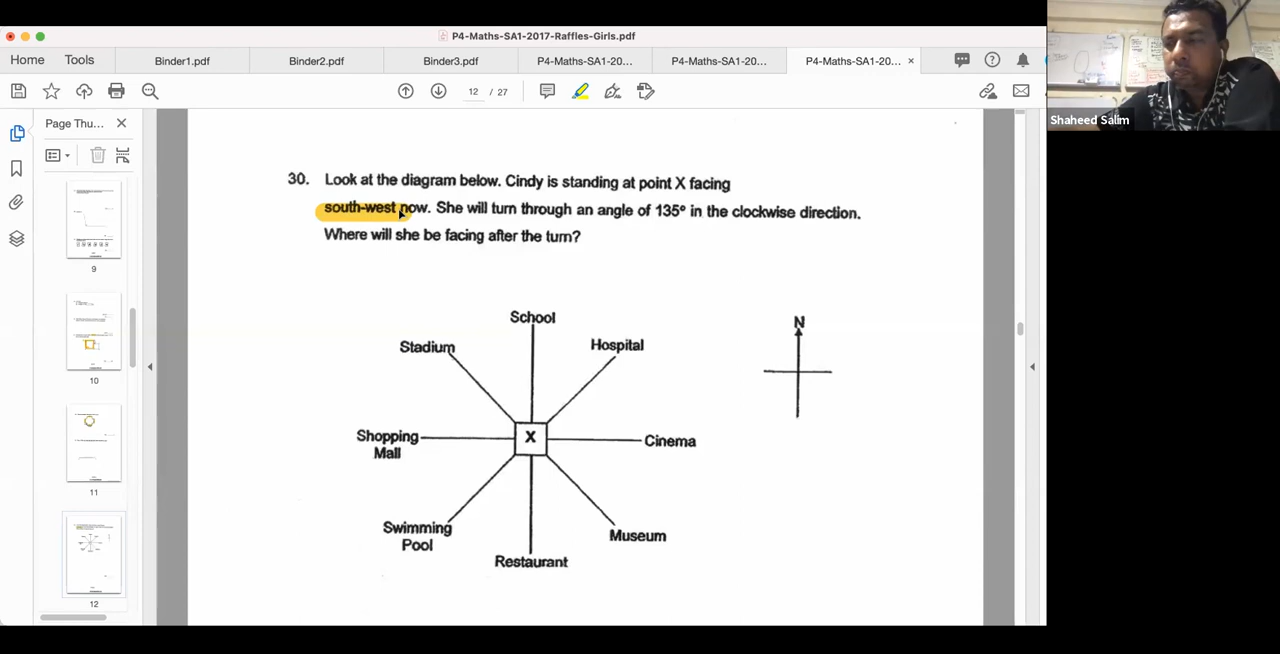 P4-Maths-SA1-2017-Raffles-Girls.pdf
Home Tools Binder1.pdf Binder2.pdf Binder3.pdf P4-Maths-SA1-20... P4-Maths-SA1-20... P4-Maths-SA1-20... ×
12 / 27
Shaheed Salim
Page Thu... ×
9
10
11
12
30. Look at the diagram below. Cindy is standing at point X facing
south-west now. She will turn through an angle of 135° in the clockwise direction.
Where will she be facing after the turn?
School
N
Stadium
Hospital
Shopping
Mall
X
Cinema
Swimming
Pool
Museum
Restaurant